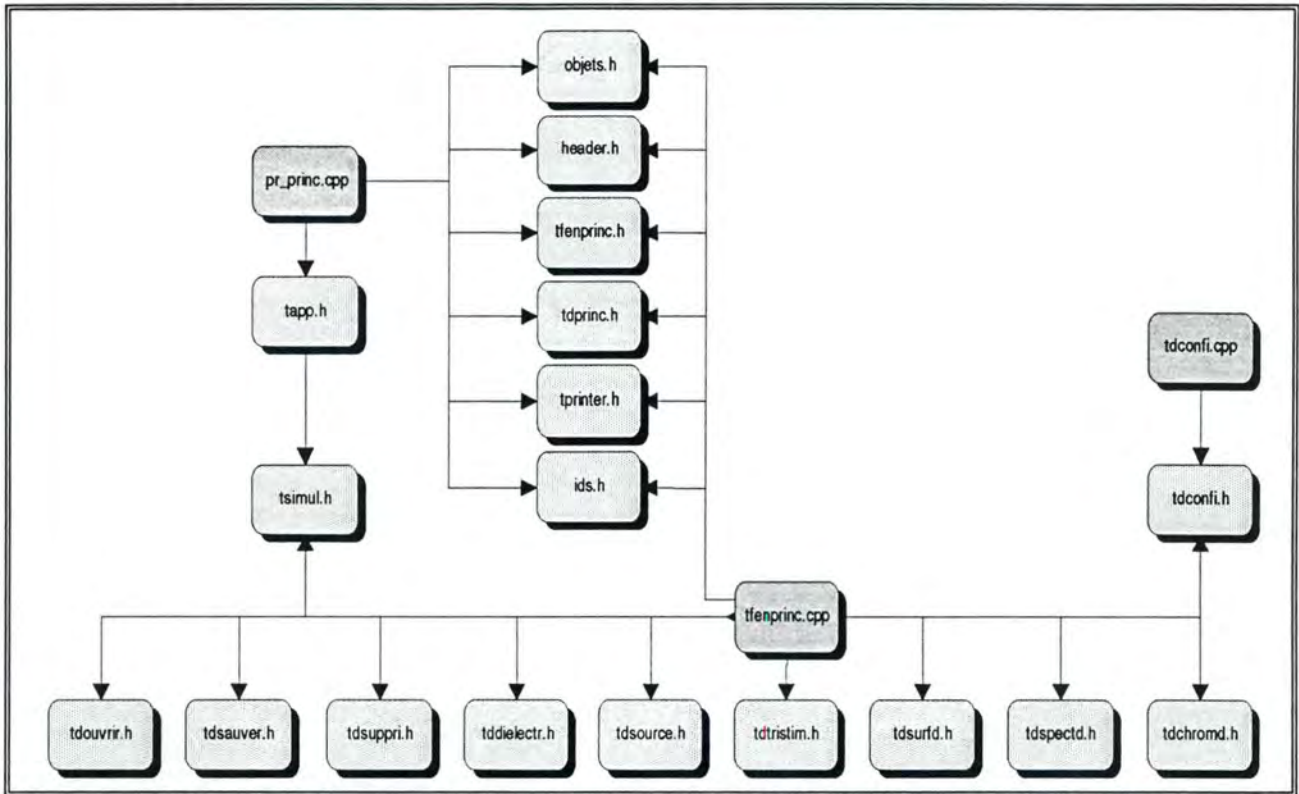 objets.h
header.h
pr_princ.cpp
tfenprinc.h
tapp.h
tdprinc.h
tdconfi.cpp
tprinter.h
tsimul.h
ids.h
tdconfi.h
tfenprinc.cpp
tdouvrir.h
tdsauver.h
tdsuppri.h
tddielectr.h
tdsource.h
tdtristim.h
tdsurfd.h
tdspectd.h
tdchromd.h